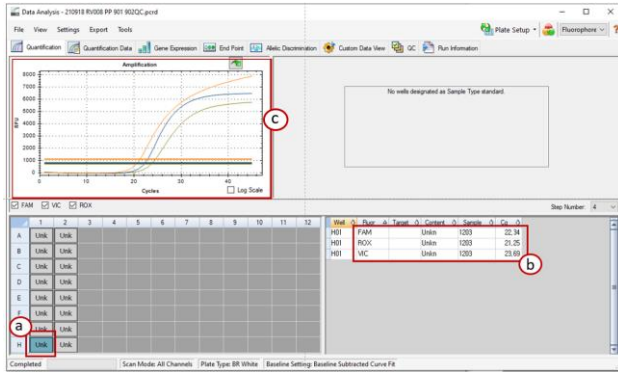 Data Analysis - 210918 RV008 PP 901 902QC.pcrd
File View Settings Export Tools
Plate Setup Fluorophore ?
Quantification Quantification Data Gene Expression End Point Allelic Discrimination Custom Data View QC Run Information
Amplification
8000
7000
6000
5000
4000
3000
2000
1000
0
RFU
0 10 20 30 40
Cycles
Log Scale
c
No wells designated as Sample Type standard.
FAM VIC ROX
Step Number: 4
1 2 3 4 5 6 7 8 9 10 11 12
A Unk Unk
B Unk Unk
C Unk Unk
D Unk Unk
E Unk Unk
F Unk Unk
Unk Unk
H Unk Unk
a
Well Fluor Target Content Sample Cq
H01 FAM Unkn 1203 22,34
H01 ROX Unkn 1203 21,25
H01 VIC Unkn 1203 23,69
b
Completed Scan Mode: All Channels Plate Type: BR White Baseline Setting: Baseline Subtracted Curve Fit